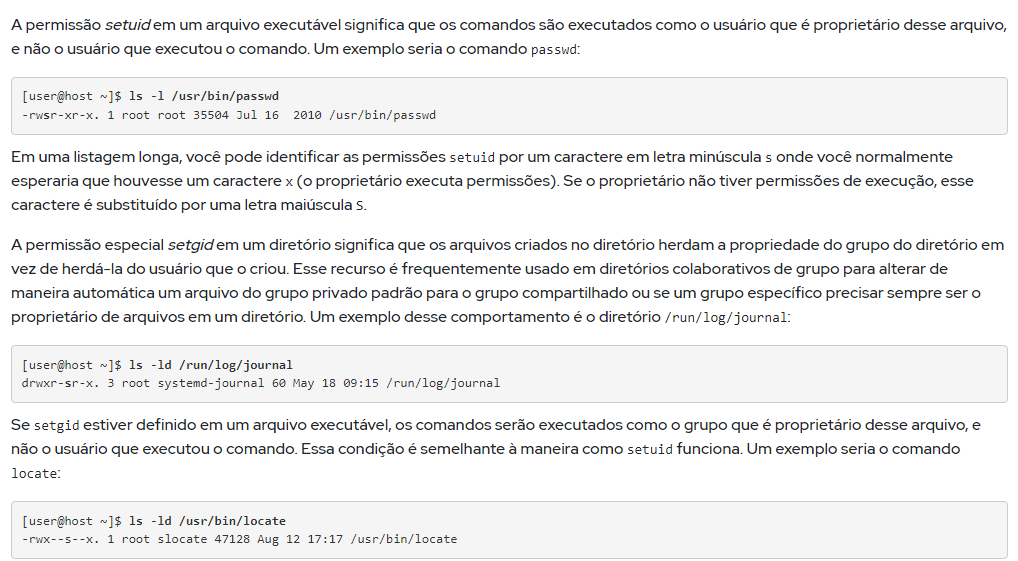 A permissão setuid em um arquivo executável significa que os comandos são executados como o usuário que é proprietário desse arquivo,
e não o usuário que executou o comando. Um exemplo seria o comando passwd:
[user@host ~]$ ls -l /usr/bin/passwd
-rwsr-xr-x. 1 root root 35504 Jul 16  2010 /usr/bin/passwd
Em uma listagem longa, você pode identificar as permissões setuid por um caractere em letra minúscula s onde você normalmente
esperaria que houvesse um caractere x (o proprietário executa permissões). Se o proprietário não tiver permissões de execução, esse
caractere é substituído por uma letra maiúscula S.
A permissão especial setgid em um diretório significa que os arquivos criados no diretório herdam a propriedade do grupo do diretório em
vez de herdá-la do usuário que o criou. Esse recurso é frequentemente usado em diretórios colaborativos de grupo para alterar de
maneira automática um arquivo do grupo privado padrão para o grupo compartilhado ou se um grupo específico precisar sempre ser o
proprietário de arquivos em um diretório. Um exemplo desse comportamento é o diretório /run/log/journal:
[user@host ~]$ ls -ld /run/log/journal
drwxr-sr-x. 3 root systemd-journal 60 May 18 09:15 /run/log/journal
Se setgid estiver definido em um arquivo executável, os comandos serão executados como o grupo que é proprietário desse arquivo, e
não o usuário que executou o comando. Essa condição é semelhante à maneira como setuid funciona. Um exemplo seria o comando
locate:
[user@host ~]$ ls -ld /usr/bin/locate
-rwx--s--x. 1 root slocate 47128 Aug 12 17:17 /usr/bin/locate